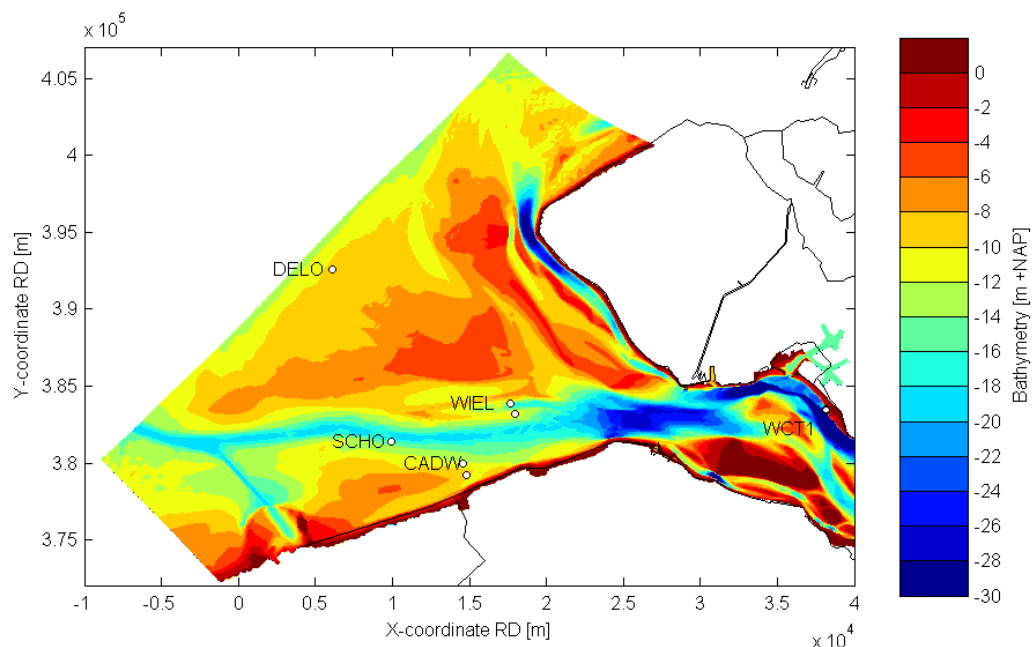 x 10^5
4.05
4
3.95
3.9
3.85
3.8
3.75
Y-coordinate RD [m]
DELO
WIEL
SCHO
CADW
WCT1
-1 -0.5 0 0.5 1 1.5 2 2.5 3 3.5 4
X-coordinate RD [m]
x 10^4
0
-2
-4
-6
-8
-10
-12
-14
-16
-18
-20
-22
-24
-26
-28
-30
Bathymetry [m +NAP]